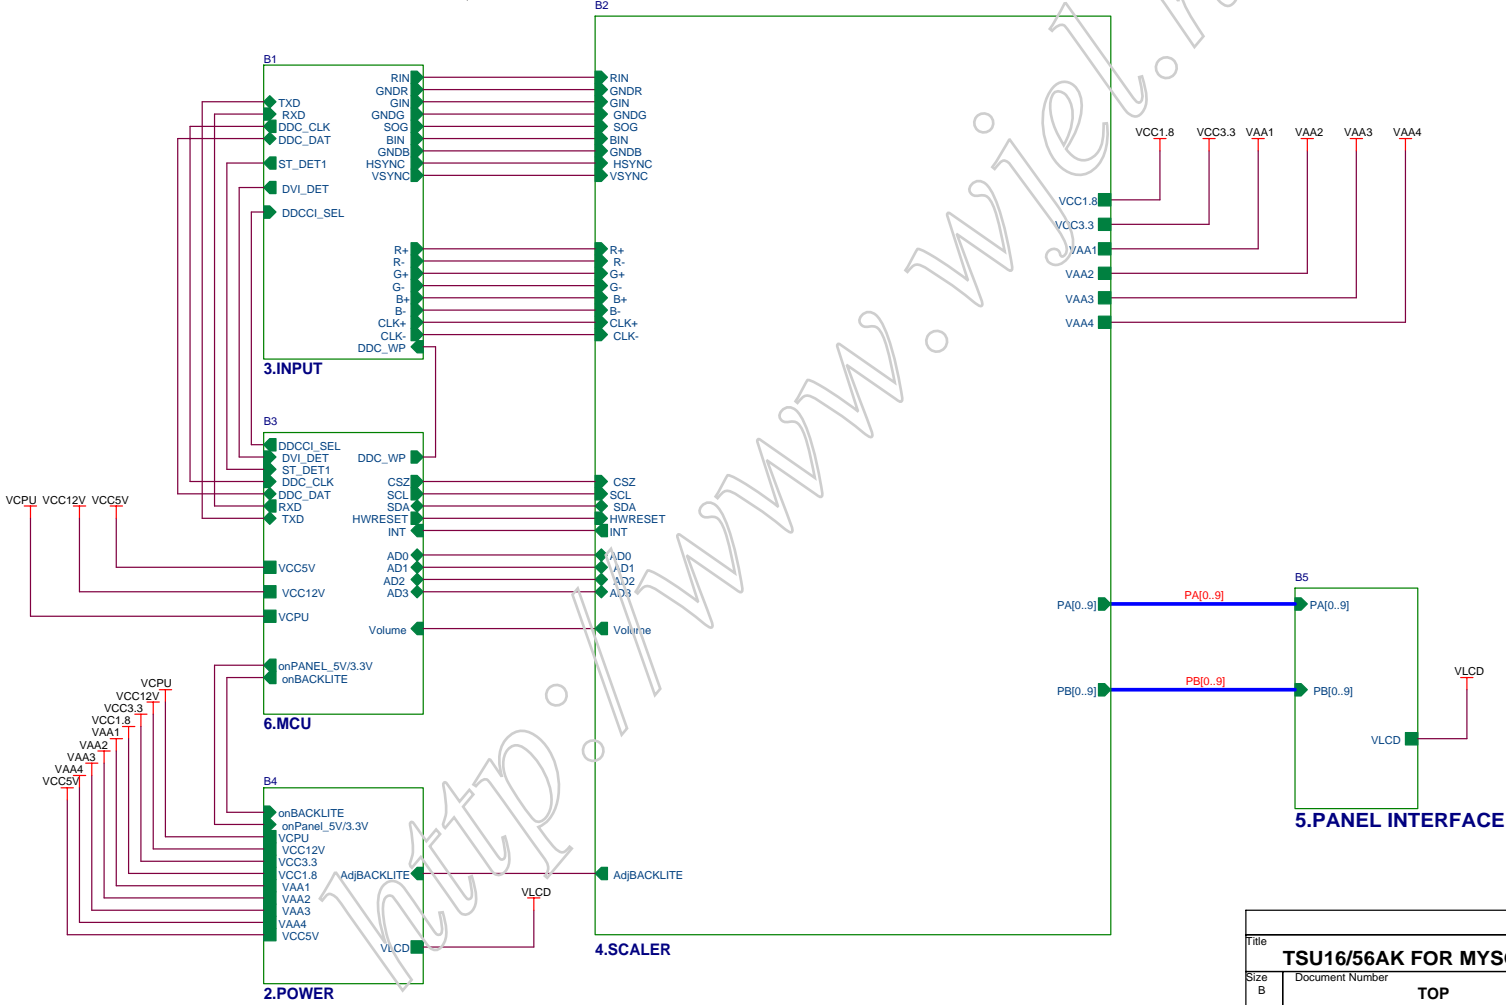 B2
B1
RIN
GNDR
GIN
GNDG
SOG
BIN
GNDB
HSYNC
VSYNC
TXD
RXD
DDC_CLK
DDC_DAT
ST_DET1
DVI_DET
DDCCI_SEL
R+
R-
G+
G-
B+
B-
CLK+
CLK-
DDC_WP
3.INPUT
RIN
GNDR
GIN
GNDG
SOG
BIN
GNDB
HSYNC
VSYNC
R+
R-
G+
G-
B+
B-
CLK+
CLK-
VCC1.8 VCC3.3 VAA1 VAA2 VAA3 VAA4
VCC1.8
VCC3.3
VAA1
VAA2
VAA3
VAA4
B3
DDCCI_SEL
DVI_DET
ST_DET1
DDC_CLK
DDC_DAT
RXD
TXD
DDC_WP
CSZ
SCL
SDA
HWRESET
INT
AD0
AD1
AD2
AD3
Volume
VCPU VCC12V VCC5V
VCC5V
VCC12V
VCPU
onPANEL_5V/3.3V
onBACKLITE
6.MCU
CSZ
SCL
SDA
HWRESET
INT
AD0
AD1
AD2
AD3
Volume
PA[0..9]
PA[0..9]
PB[0..9]
PB[0..9]
B5
PA[0..9]
PB[0..9]
VLCD
VLCD
5.PANEL INTERFACE
VCPU
VCC12V
VCC3.3
VCC1.8
VAA1
VAA2
VAA3
VAA4
VCC5V
B4
onBACKLITE
onPanel_5V/3.3V
VCPU
VCC12V
VCC3.3
VCC1.8
VAA1
VAA2
VAA3
VAA4
VCC5V
AdjBACKLITE
VLCD
VLCD
2.POWER
AdjBACKLITE
4.SCALER
http://www.wjel.
Title
TSU16/56AK FOR MYS
Size
B
Document Number
TOP